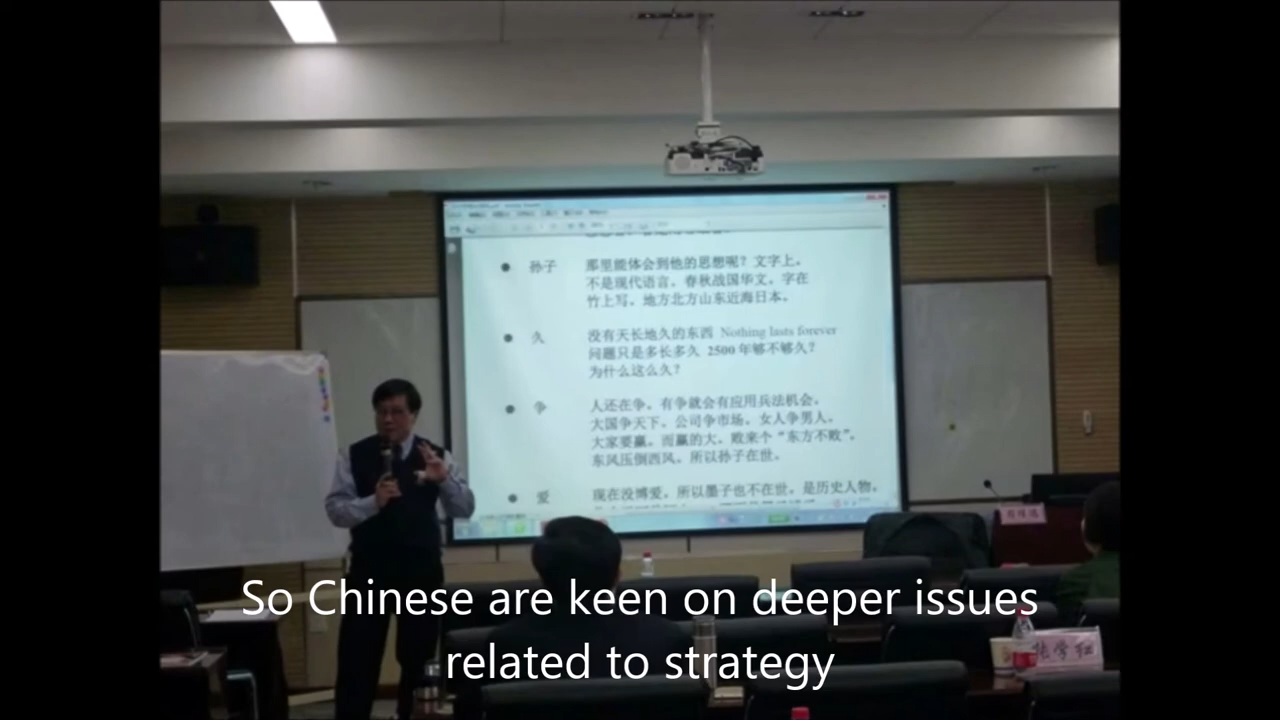 孙子 那里能体会到他的思想呢？文字上，
不是现代语言，春秋战国华文，字在
竹上写，地方北方山东近海日本。
久 没有天长地久的东西 Nothing lasts forever
问题只是多长多久 2500 年够不够久？
为什么这么久？
争 人还在争，有争就会有应用兵法机会，
大国争天下，公司争市场，女人争男人，
大家要赢，而赢的大，败来个“东方不败”，
东风压倒西风，所以孙子在世。
爱 现在没博爱，所以墨子也不在世，是历史人物。
So Chinese are keen on deeper issues
related to strategy